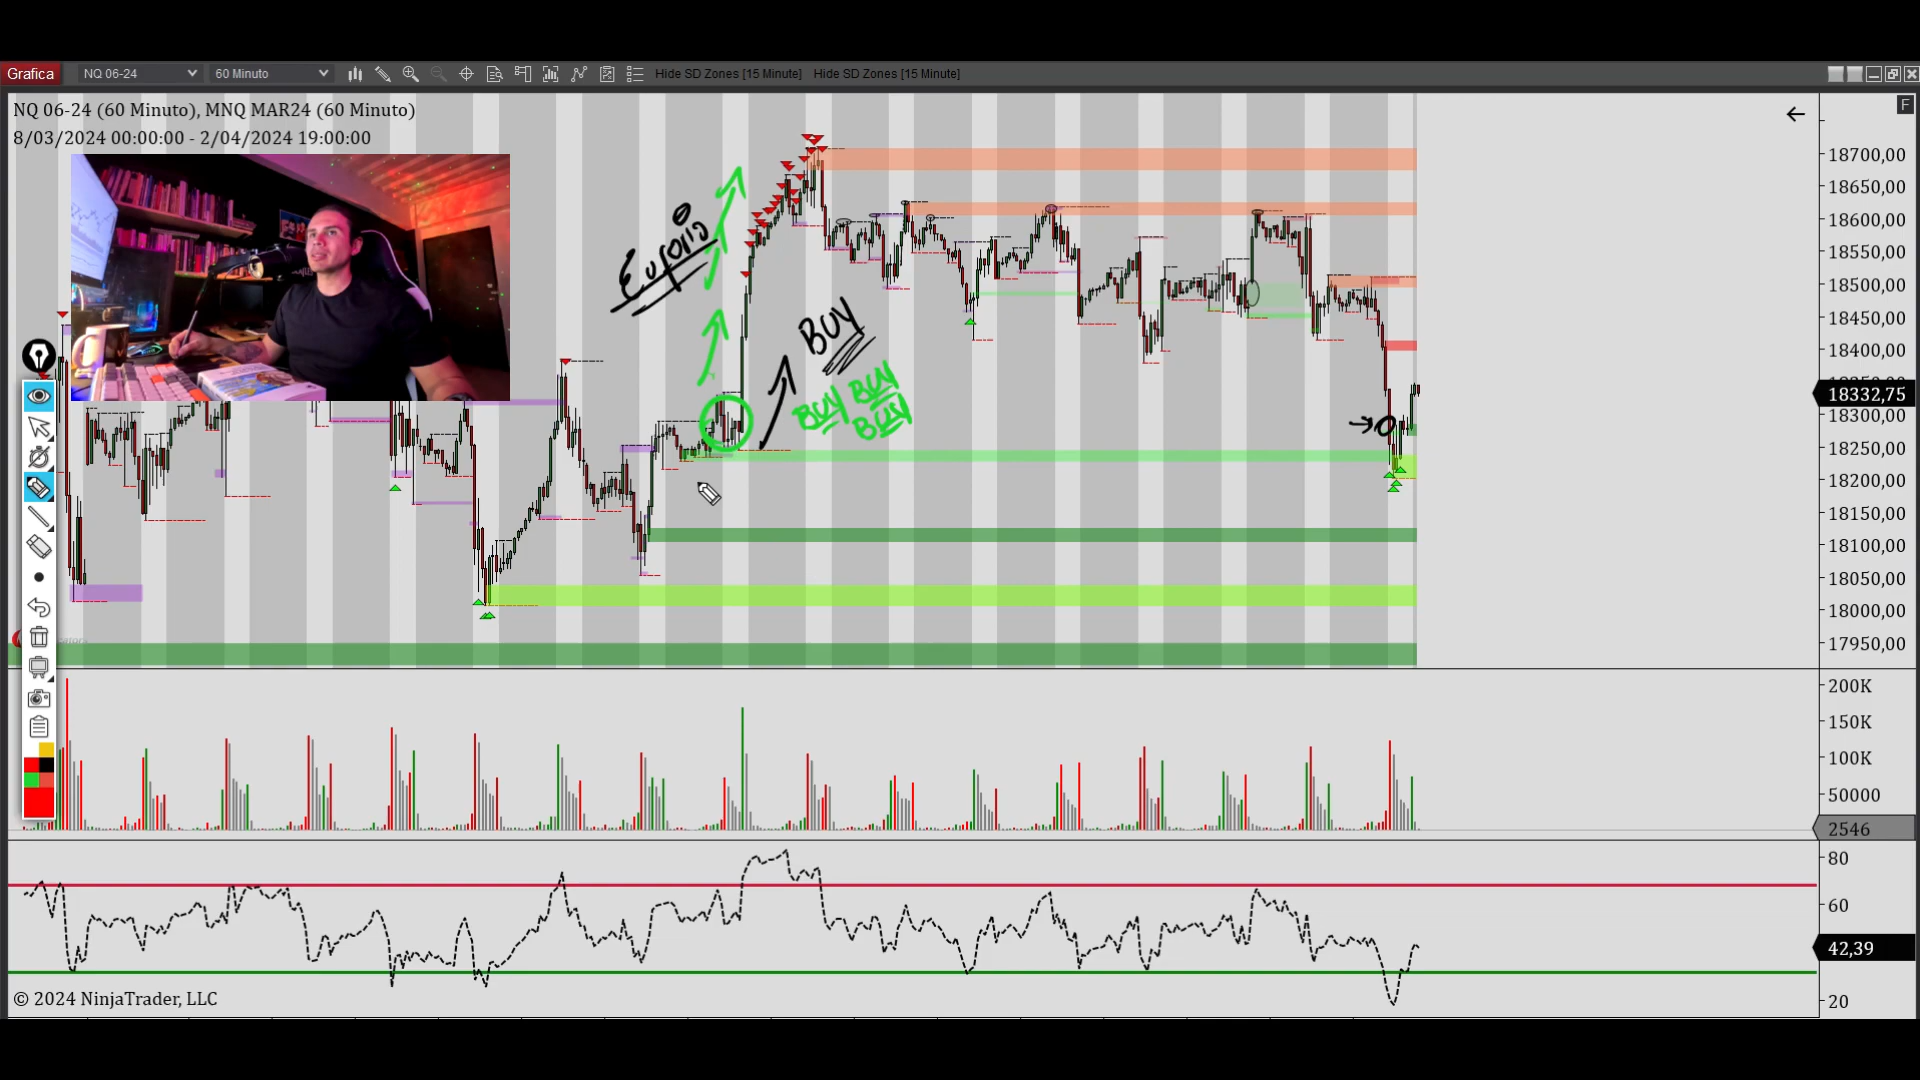 Grafica NQ 06-24 60 Minuto Hide SD Zones [15 Minute] Hide SD Zones [15 Minute]
NQ 06-24 (60 Minuto), MNQ MAR24 (60 Minuto)
8/03/2024 00:00:00 - 2/04/2024 19:00:00
F
18700,00
18650,00
18600,00
18550,00
18500,00
18450,00
18400,00
18332,75
18300,00
18250,00
18200,00
18150,00
18100,00
18050,00
18000,00
17950,00
Euforia
BUY
BUY BUY
BUY
200K
150K
100K
50000
2546
80
60
42,39
20
© 2024 NinjaTrader, LLC